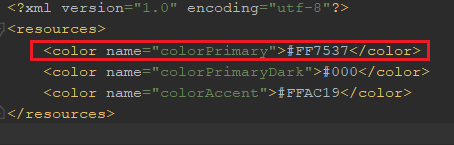 <?xml version="1.0" encoding="utf-8"?>
<resources>
<color name="colorPrimary">#FF7537</color>
<color name="colorPrimaryDark">#000</color>
<color name="colorAccent">#FFAC19</color>
</resources>